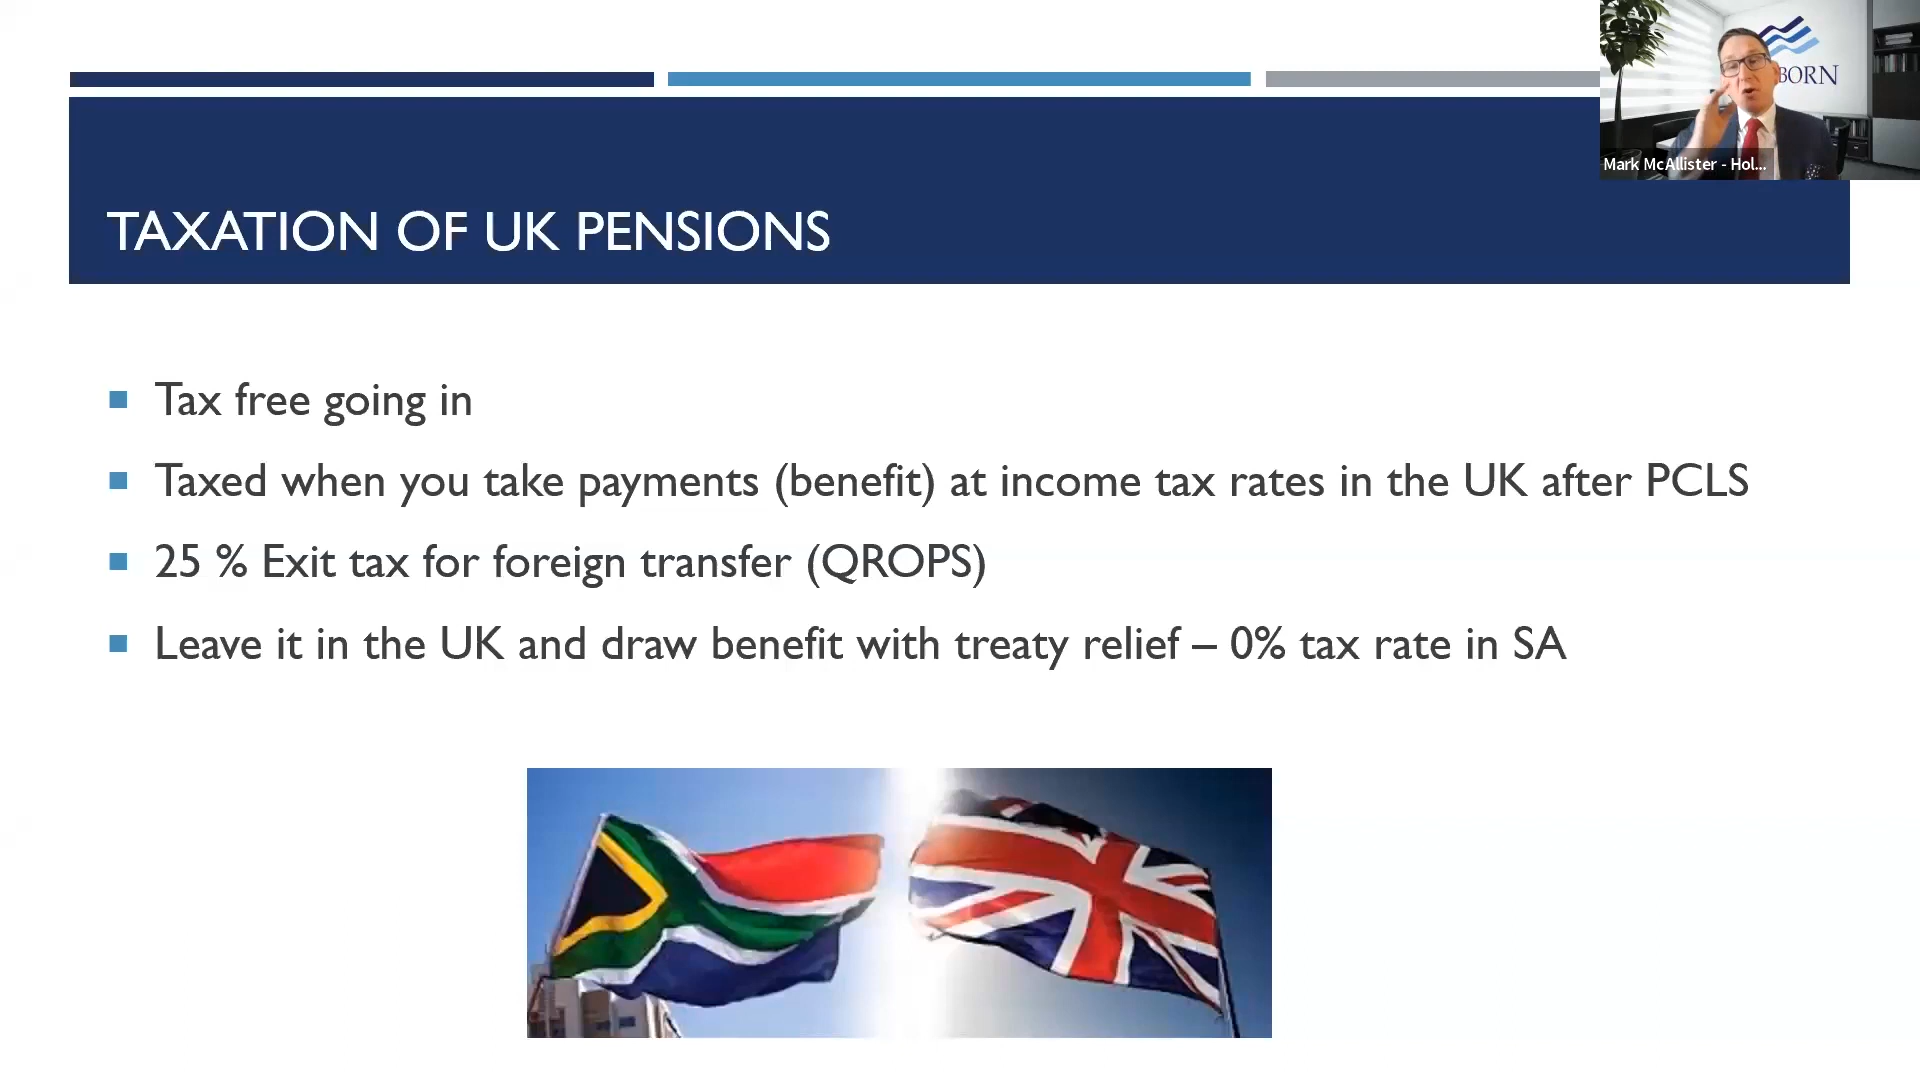 BORN
Mark McAllister - Hol...
TAXATION OF UK PENSIONS
Tax free going in
Taxed when you take payments (benefit) at income tax rates in the UK after PCLS
25 % Exit tax for foreign transfer (QROPS)
Leave it in the UK and draw benefit with treaty relief – 0% tax rate in SA